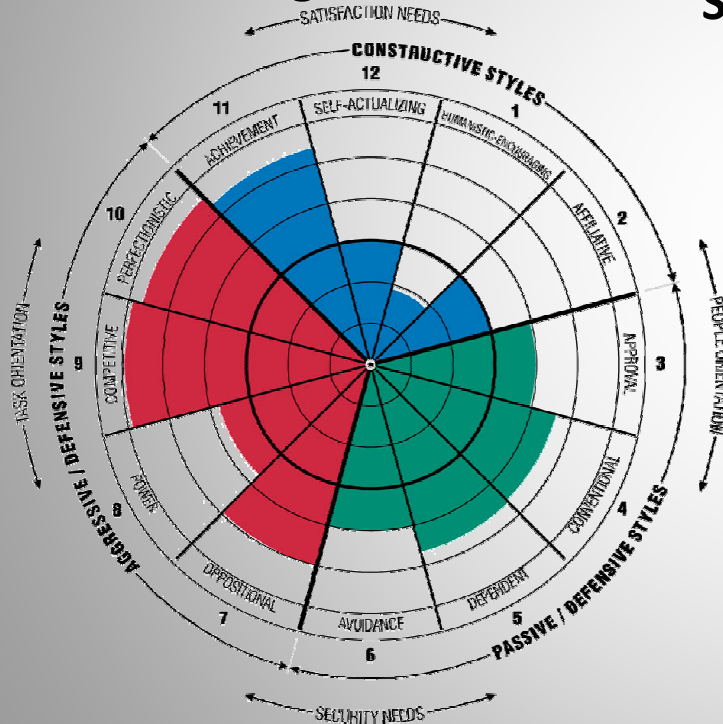 S
SATISFACTION NEEDS
CONSTRUCTIVE STYLES
12
SELF-ACTUALIZING
1
HUMANISTIC-ENCOURAGING
2
AFFILIATIVE
PEOPLE ORIENTATION
3
APPROVAL
4
CONVENTIONAL
PASSIVE / DEFENSIVE STYLES
5
DEPENDENT
6
AVOIDANCE
SECURITY NEEDS
7
OPPOSITIONAL
8
POWER
AGGRESSIVE / DEFENSIVE STYLES
TASK ORIENTATION
9
COMPETITIVE
10
PERFECTIONISTIC
11
ACHIEVEMENT